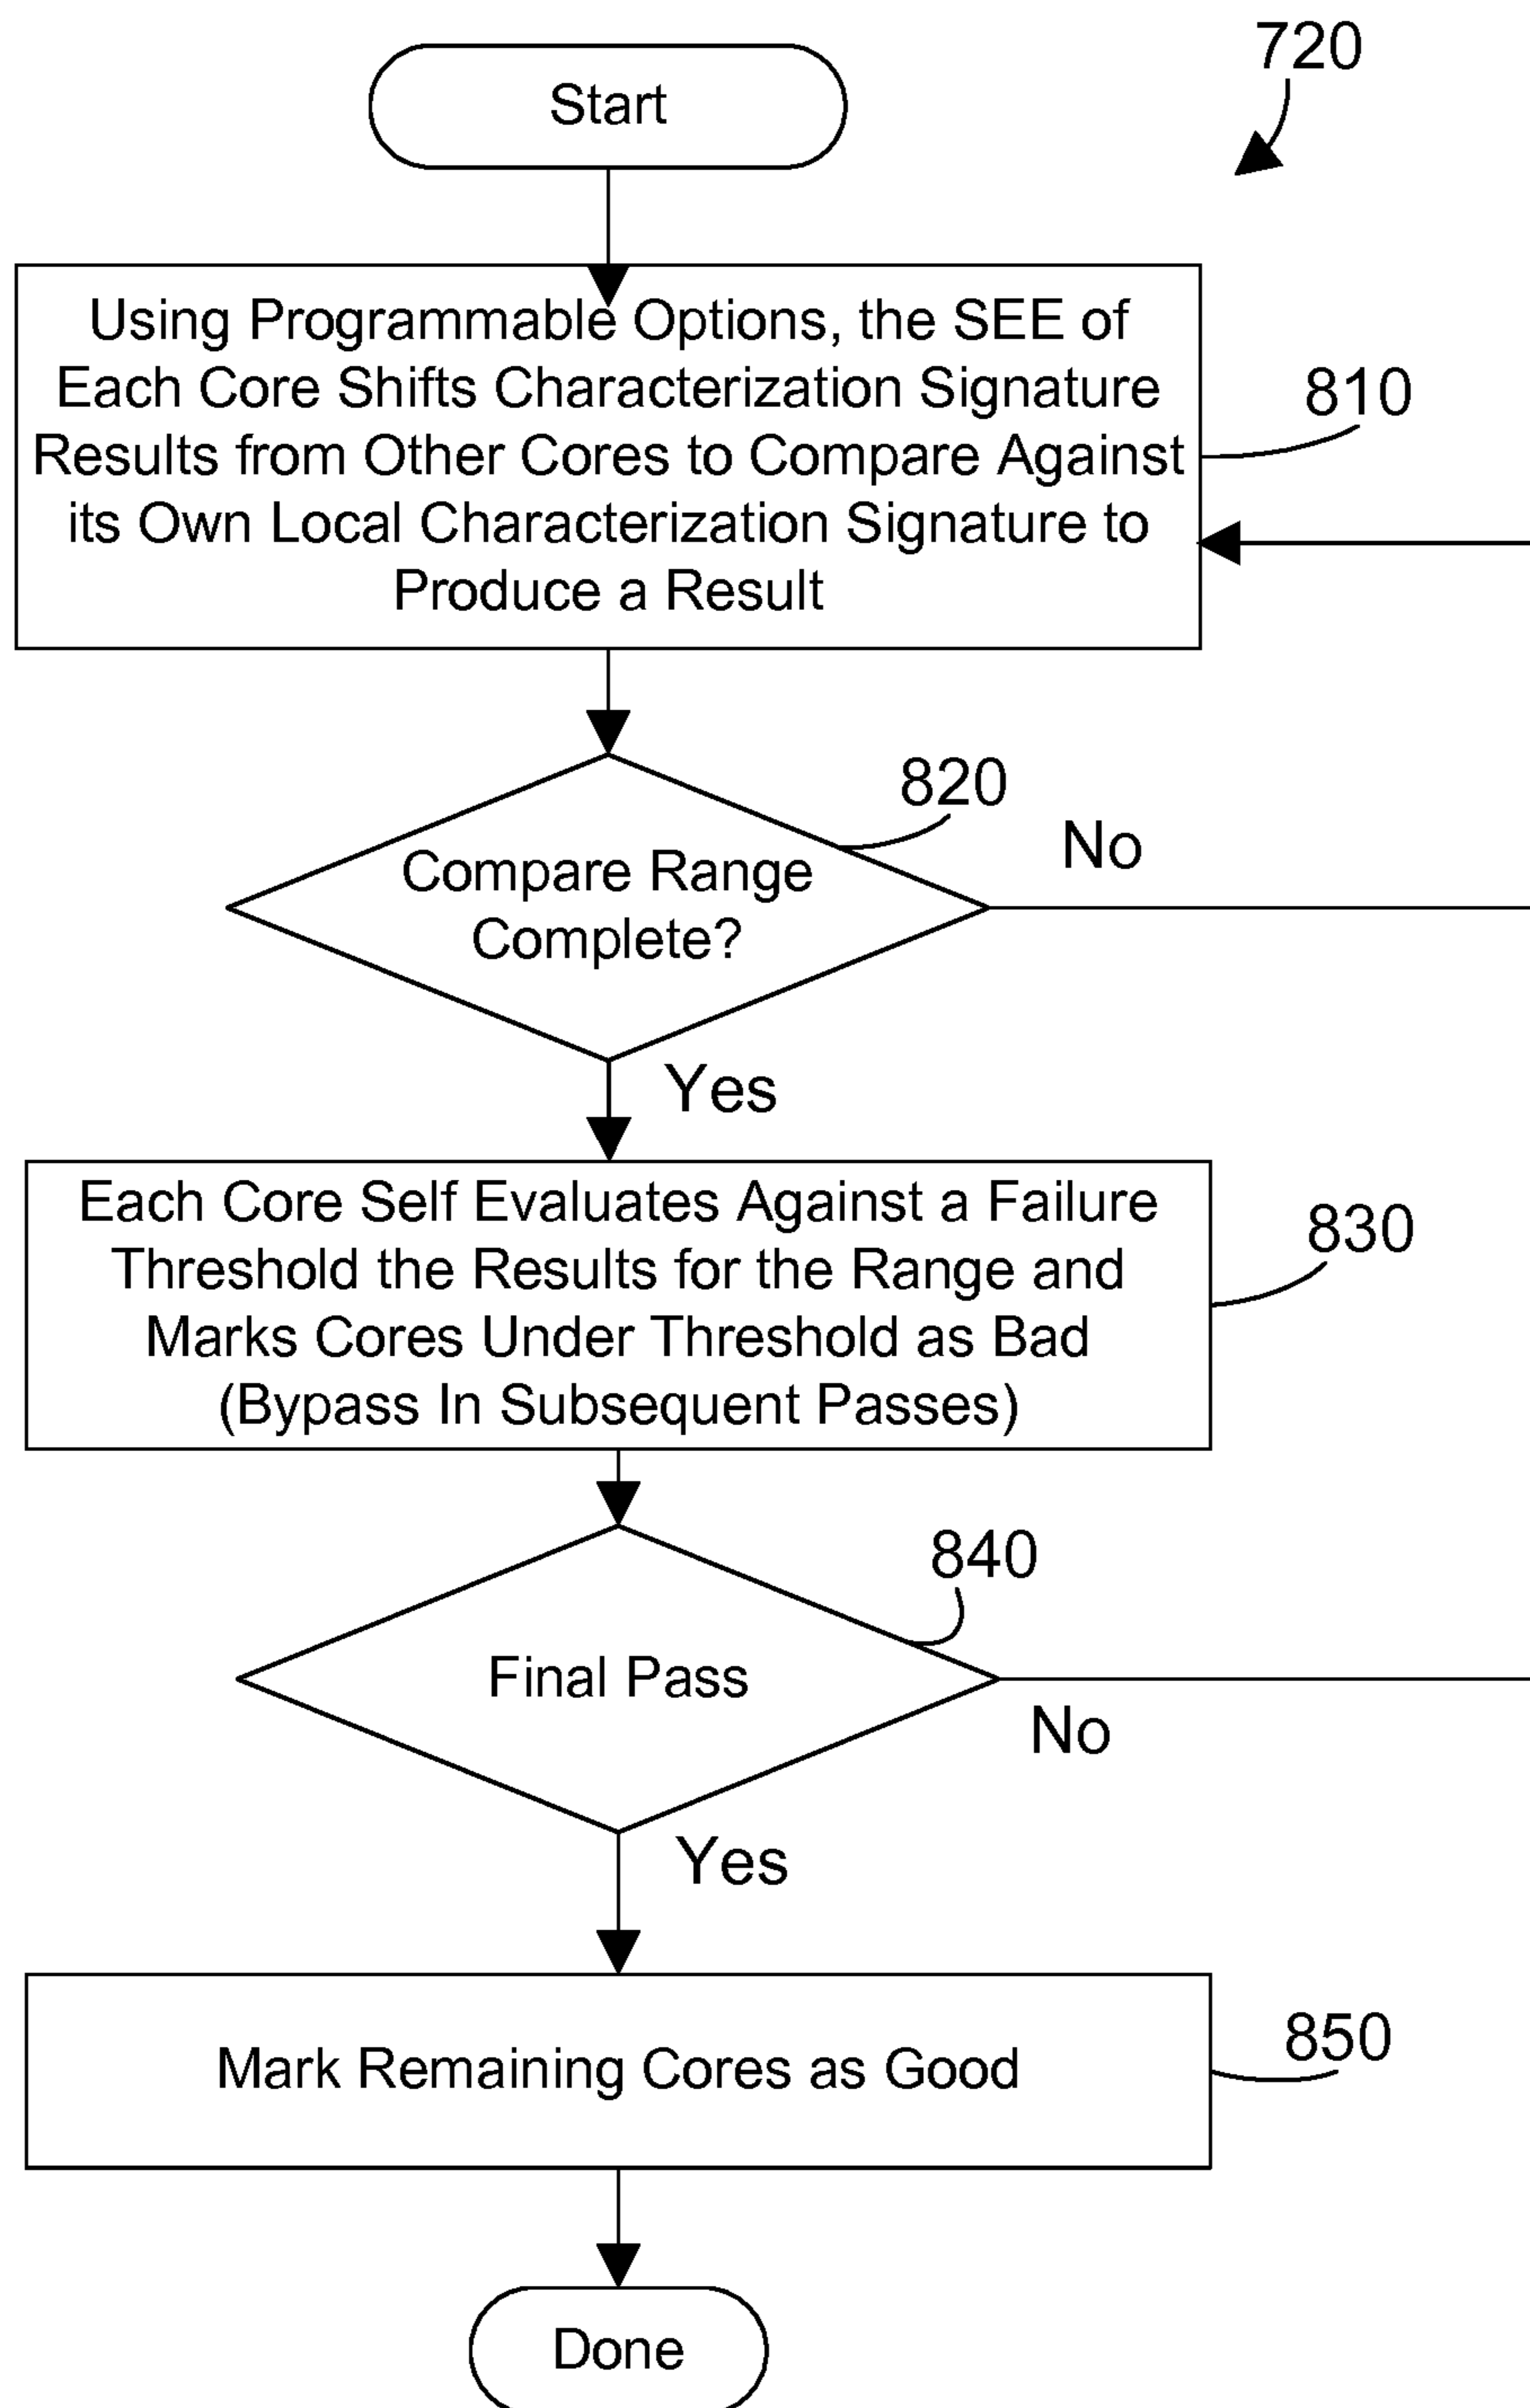 720
Start
Using Programmable Options, the SEE of
Each Core Shifts Characterization Signature
Results from Other Cores to Compare Against
its Own Local Characterization Signature to
Produce a Result
810
820
Compare Range
Complete?
No
Yes
Each Core Self Evaluates Against a Failure
Threshold the Results for the Range and
Marks Cores Under Threshold as Bad
(Bypass In Subsequent Passes)
830
840
Final Pass
No
Yes
Mark Remaining Cores as Good
850
Done